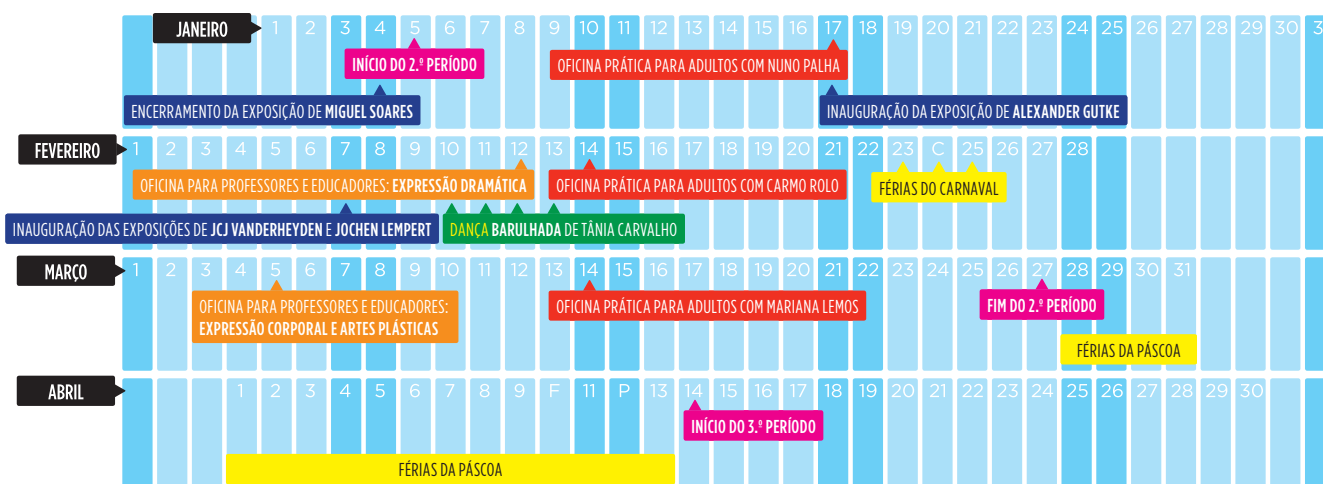 JANEIRO 1 2 3 4 5 6 7 8 9 10 11 12 13 14 15 16 17 18 19 20 21 22 23 24 25 26 27 28 29 30
INÍCIO DO 2.º PERÍODO
OFICINA PRÁTICA PARA ADULTOS COM NUNO PALHA
ENCERRAMENTO DA EXPOSIÇÃO DE MIGUEL SOARES
INAUGURAÇÃO DA EXPOSIÇÃO DE ALEXANDER GUTKE
FEVEREIRO 1 2 3 4 5 6 7 8 9 10 11 12 13 14 15 16 17 18 19 20 21 22 23 C 25 26 27 28
OFICINA PARA PROFESSORES E EDUCADORES: EXPRESSÃO DRAMÁTICA
OFICINA PRÁTICA PARA ADULTOS COM CARMO ROLO
FÉRIAS DO CARNAVAL
INAUGURAÇÃO DAS EXPOSIÇÕES DE JCJ VANDERHEYDEN E JOCHEN LEMPERT
DANÇA BARULHADA DE TÂNIA CARVALHO
MARÇO 1 2 3 4 5 6 7 8 9 10 11 12 13 14 15 16 17 18 19 20 21 22 23 24 25 26 27 28 29 30 31
OFICINA PARA PROFESSORES E EDUCADORES:
EXPRESSÃO CORPORAL E ARTES PLÁSTICAS
OFICINA PRÁTICA PARA ADULTOS COM MARIANA LEMOS
FIM DO 2.º PERÍODO
FÉRIAS DA PÁSCOA
ABRIL 1 2 3 4 5 6 7 8 9 F 11 P 13 14 15 16 17 18 19 20 21 22 23 24 25 26 27 28 29 30
INÍCIO DO 3.º PERÍODO
FÉRIAS DA PÁSCOA